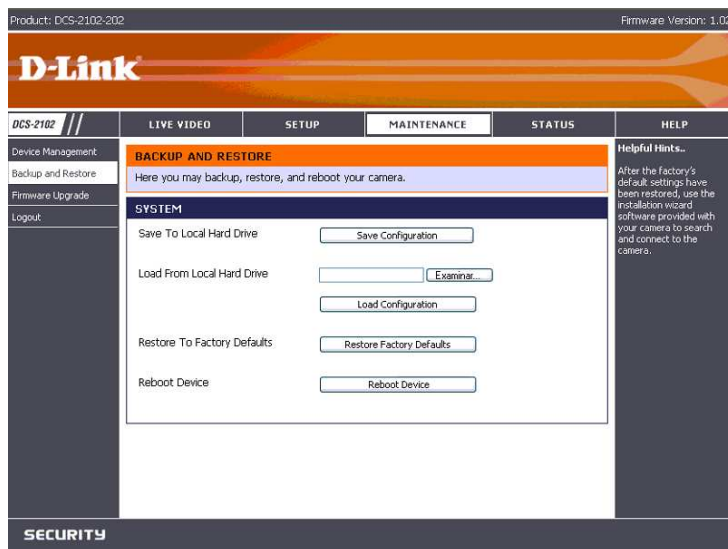 Product: DCS-2102-202
Firmware Version: 1.02
D-Link
DCS-2102
LIVE VIDEO
SETUP
MAINTENANCE
STATUS
HELP
Device Management
Backup and Restore
Firmware Upgrade
Logout
BACKUP AND RESTORE
Here you may backup, restore, and reboot your camera.
SYSTEM
Save To Local Hard Drive
Save Configuration
Load From Local Hard Drive
Examinar...
Load Configuration
Restore To Factory Defaults
Restore Factory Defaults
Reboot Device
Reboot Device
Helpful Hints..
After the factory's
default settings have
been restored, use the
installation wizard
software provided with
your camera to search
and connect to the
camera.
SECURITY